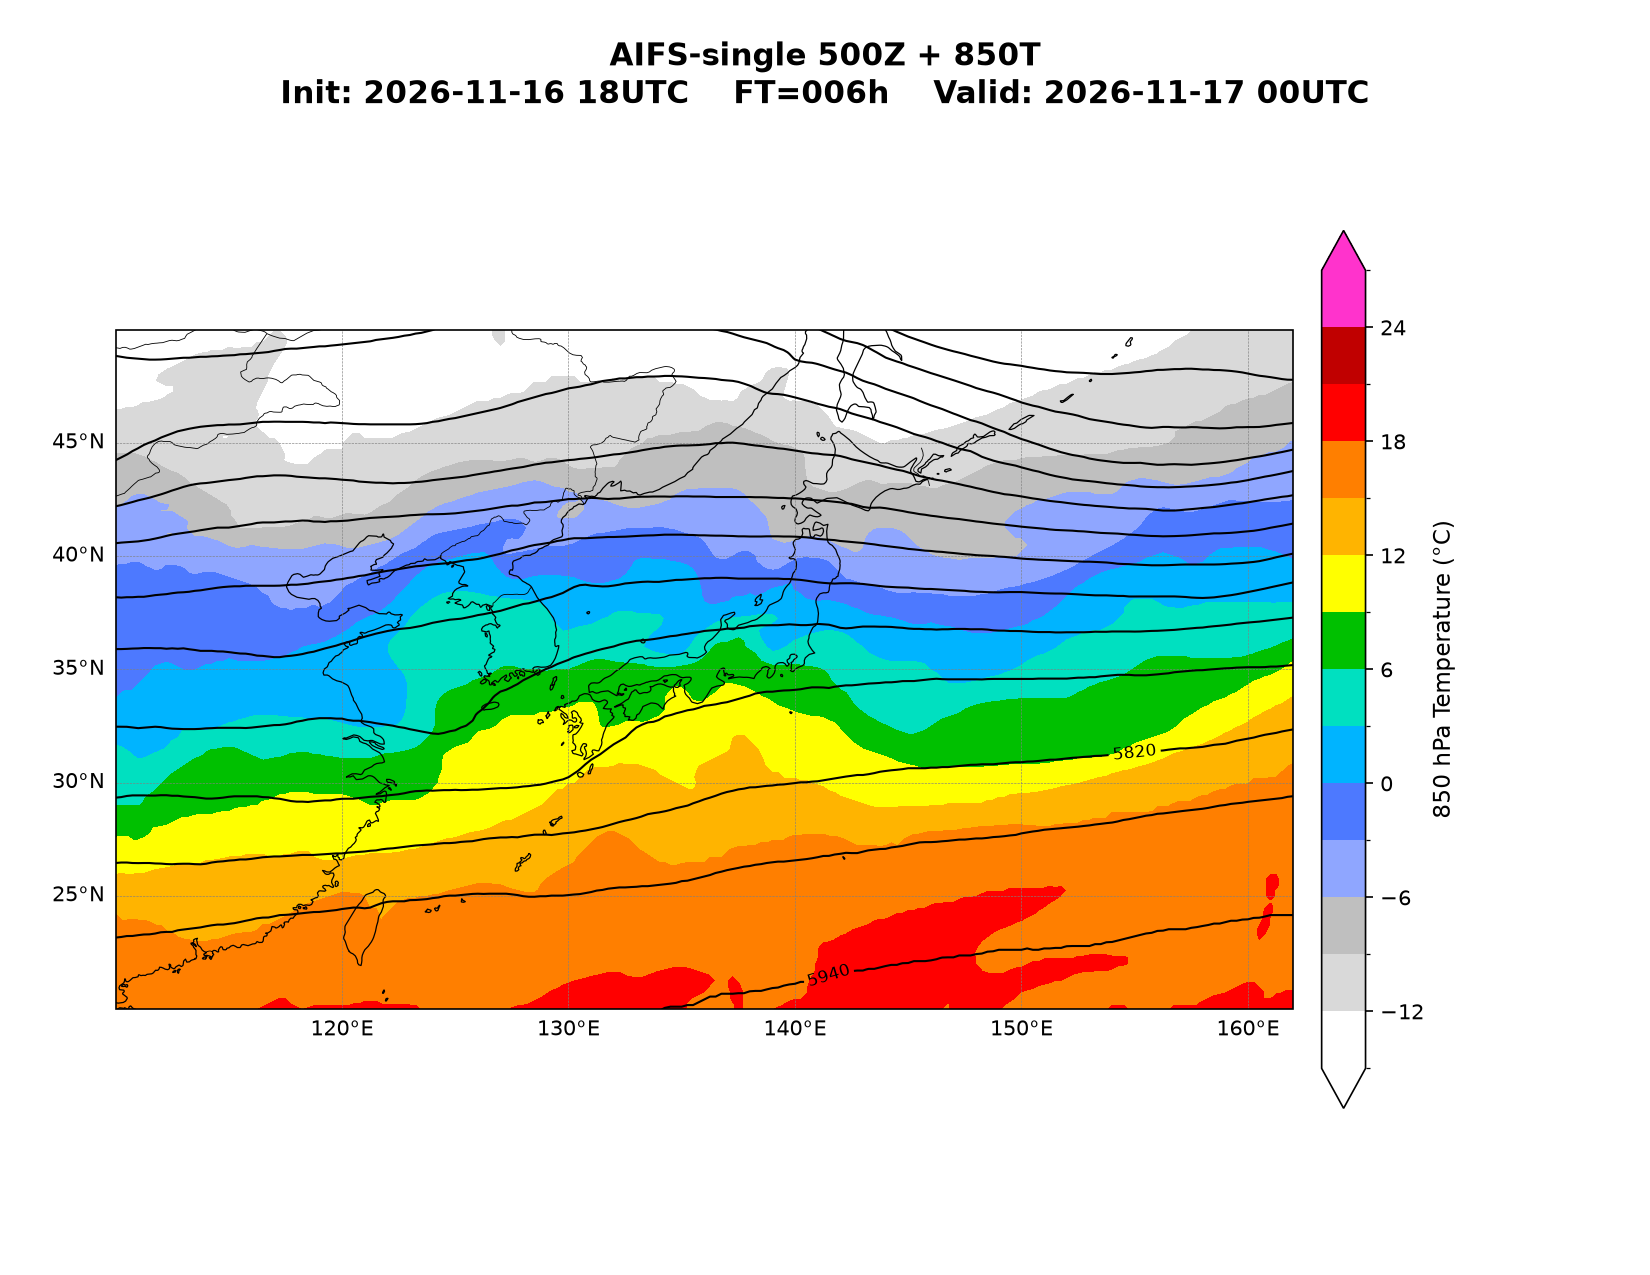 AIFS-single 500Z + 850T
Init: 2026-11-16 18UTC    FT=006h    Valid: 2026-11-17 00UTC
24
18
12
6
0
−6
−12
850 hPa Temperature (°C)
45°N
40°N
35°N
30°N
25°N
5820
5940
120°E
130°E
140°E
150°E
160°E